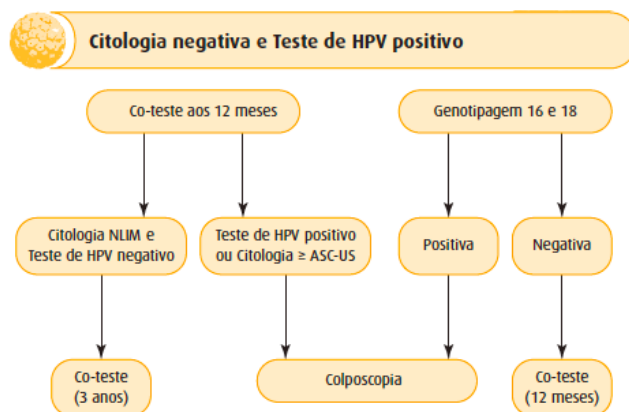 Citologia negativa e Teste de HPV positivo
Co-teste aos 12 meses
Genotipagem 16 e 18
Citologia NLIM e
Teste de HPV negativo
Teste de HPV positivo
ou Citologia ≥ ASC-US
Positiva
Negativa
Co-teste
(3 anos)
Colposcopia
Co-teste
(12 meses)